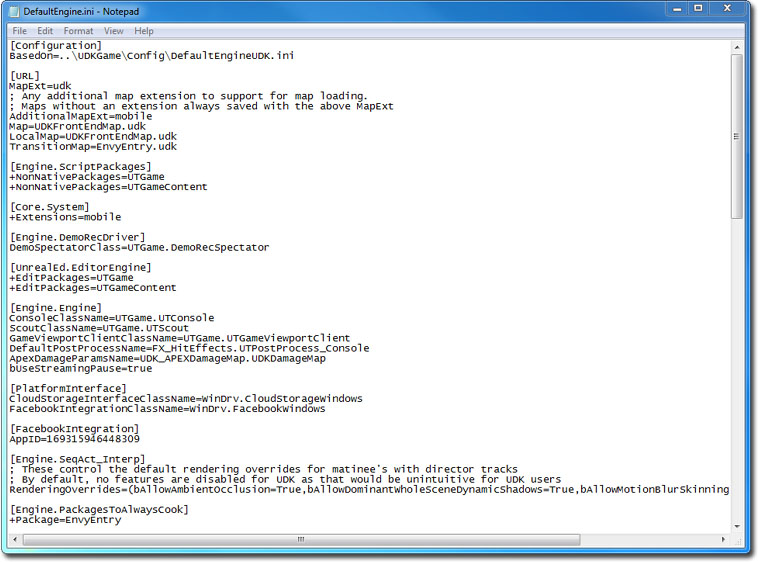 DefaultEngine.ini - Notepad
File Edit Format View Help
[Configuration]
BasedOn=..\UDKGame\Config\DefaultEngineUDK.ini
[URL]
MapExt=udk
; Any additional map extension to support for map loading.
; Maps without an extension always saved with the above MapExt
AdditionalMapExt=mobile
Map=UDKFrontEndMap.udk
LocalMap=UDKFrontEndMap.udk
TransitionMap=EnvyEntry.udk
[Engine.ScriptPackages]
+NonNativePackages=UTGame
+NonNativePackages=UTGameContent
[Core.System]
+Extensions=mobile
[Engine.DemoRecDriver]
DemoSpectatorClass=UTGame.DemoRecSpectator
[UnrealEd.EditorEngine]
+EditPackages=UTGame
+EditPackages=UTGameContent
[Engine.Engine]
ConsoleClassName=UTGame.UTConsole
ScoutClassName=UTGame.UTScout
GameViewportClientClassName=UTGame.UTGameViewportClient
DefaultPostProcessName=FX_HitEffects.UTPostProcess_Console
ApexDamageParamsName=UDK_APEXDamageMap.UDKDamageMap
bUseStreamingPause=true
[PlatformInterface]
CloudStorageInterfaceClassName=WinDrv.CloudStorageWindows
FacebookIntegrationClassName=WinDrv.FacebookWindows
[FacebookIntegration]
AppID=169315946448309
[Engine.SeqAct_Interp]
; These control the default rendering overrides for matinee's with director tracks
; By default, no features are disabled for UDK as that would be unintuitive for UDK users
RenderingOverrides=(bAllowAmbientOcclusion=True,bAllowDominantWholeSceneDynamicShadows=True,bAllowMotionBlurSkinning
[Engine.PackagesToAlwaysCook]
+Package=EnvyEntry